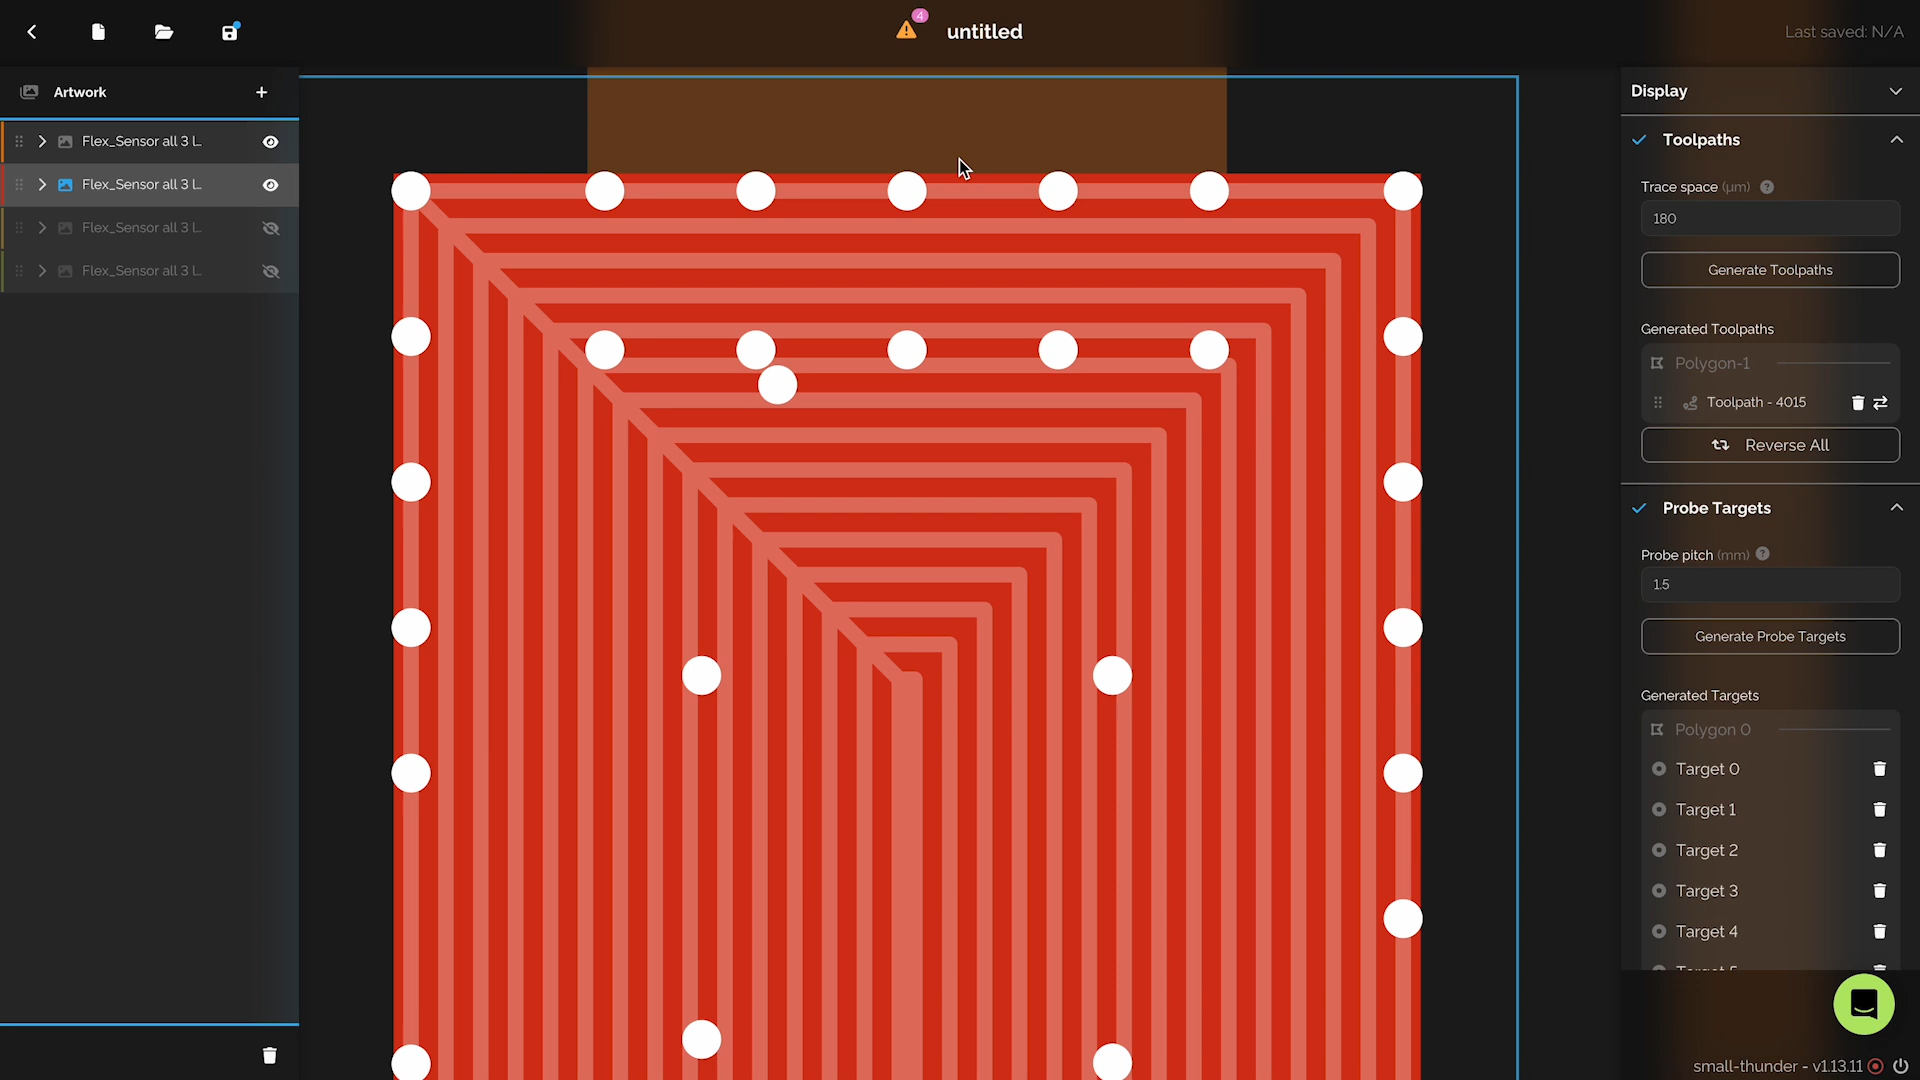 4
untitled
Last saved: N/A
Artwork
Flex_Sensor all 3 l...
Flex_Sensor all 3 l...
Flex_Sensor all 3 l...
Flex_Sensor all 3 l...
Display
Toolpaths
Trace space (µm) ?
180
Generate Toolpaths
Generated Toolpaths
Polygon-1
Toolpath - 4015
Reverse All
Probe Targets
Probe pitch (mm) ?
1.5
Generate Probe Targets
Generated Targets
Polygon 0
Target 0
Target 1
Target 2
Target 3
Target 4
small-thunder - v1.13.11